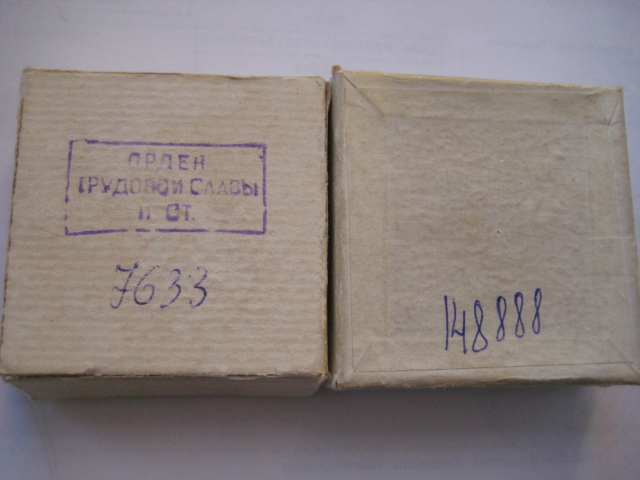 ОРДЕН
ТРУДОВОЙ СЛАВЫ
II СТ.
7633
148888